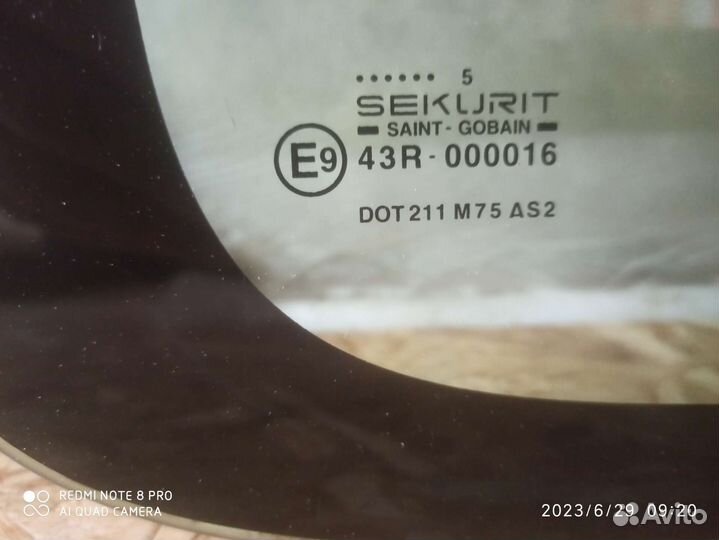 ...... 5
SEKURIT
SAINT-GOBAIN
E9 43R-000016
DOT 211 M75 AS2
REDMI NOTE 8 PRO
AI QUAD CAMERA
2023/6/29 09:20
Avito